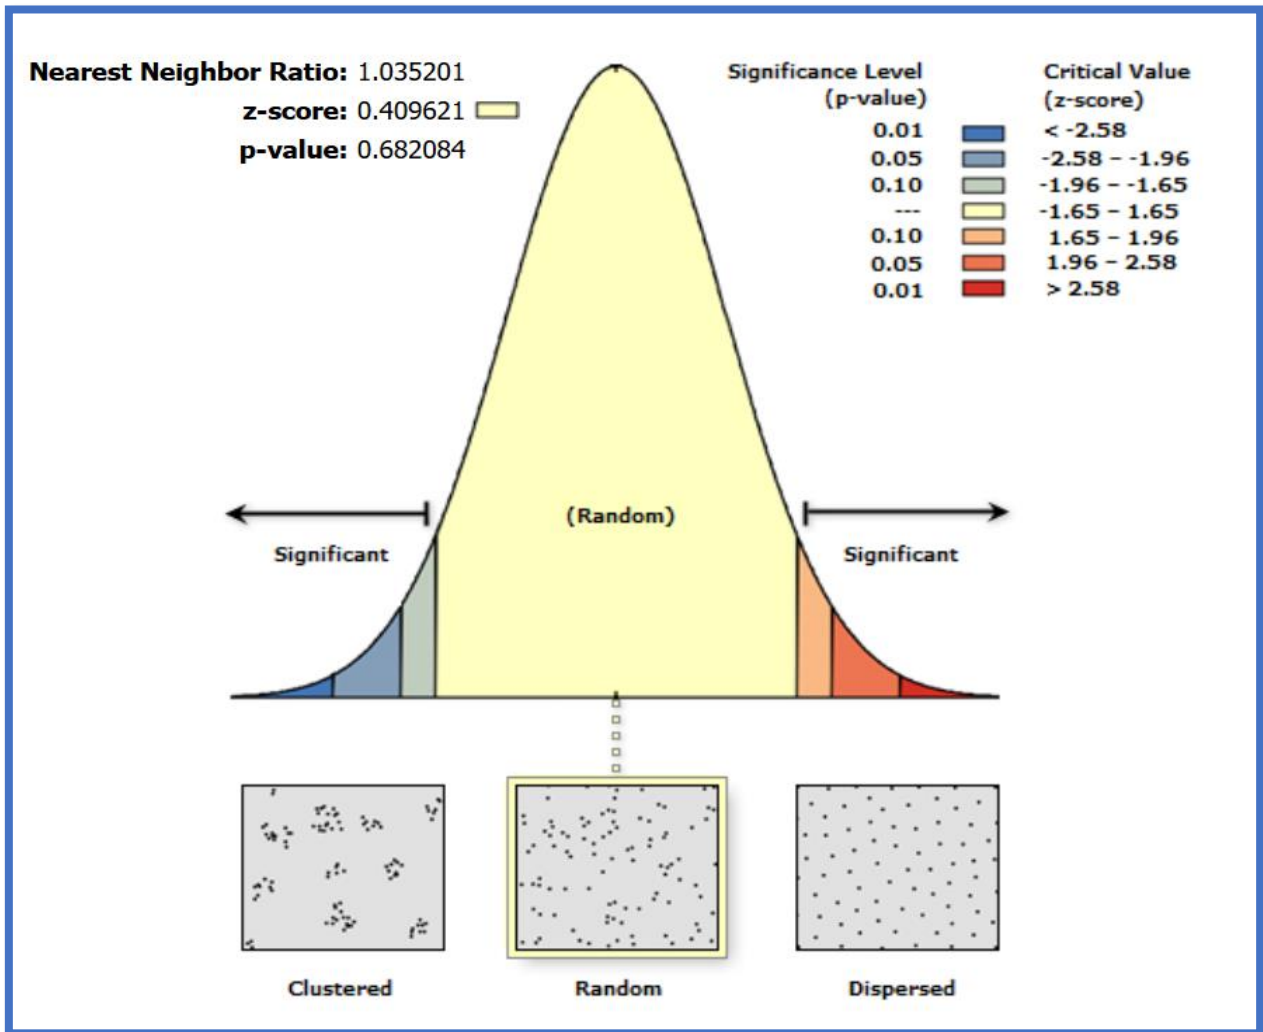 Nearest Neighbor Ratio: 1.035201
z-score: 0.409621
p-value: 0.682084
Significance Level Critical Value
(p-value) (z-score)
0.01 < -2.58
0.05 -2.58 – -1.96
0.10 -1.96 – -1.65
--- -1.65 – 1.65
0.10 1.65 – 1.96
0.05 1.96 – 2.58
0.01 > 2.58
(Random)
Significant Significant
Clustered Random Dispersed